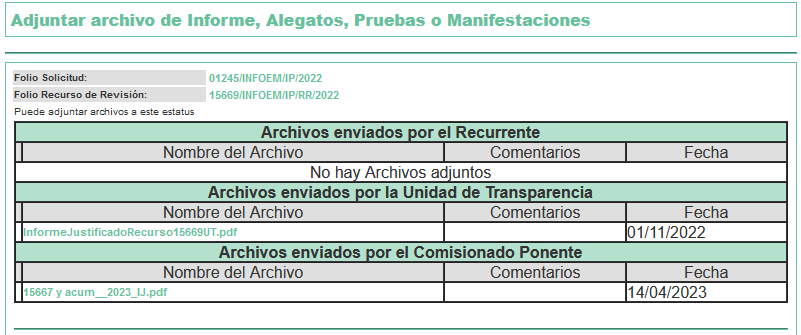 Adjuntar archivo de Informe, Alegatos, Pruebas o Manifestaciones
Folio Solicitud: 01245/INFOEM/IP/2022
Folio Recurso de Revisión: 15669/INFOEM/IP/RR/2022
Puede adjuntar archivos a este estatus
Archivos enviados por el Recurrente
Nombre del Archivo Comentarios Fecha
No hay Archivos adjuntos
Archivos enviados por la Unidad de Transparencia
Nombre del Archivo Comentarios Fecha
InformeJustificadoRecurso15669UT.pdf 01/11/2022
Archivos enviados por el Comisionado Ponente
Nombre del Archivo Comentarios Fecha
15667 y acum__2023_IJ.pdf 14/04/2023